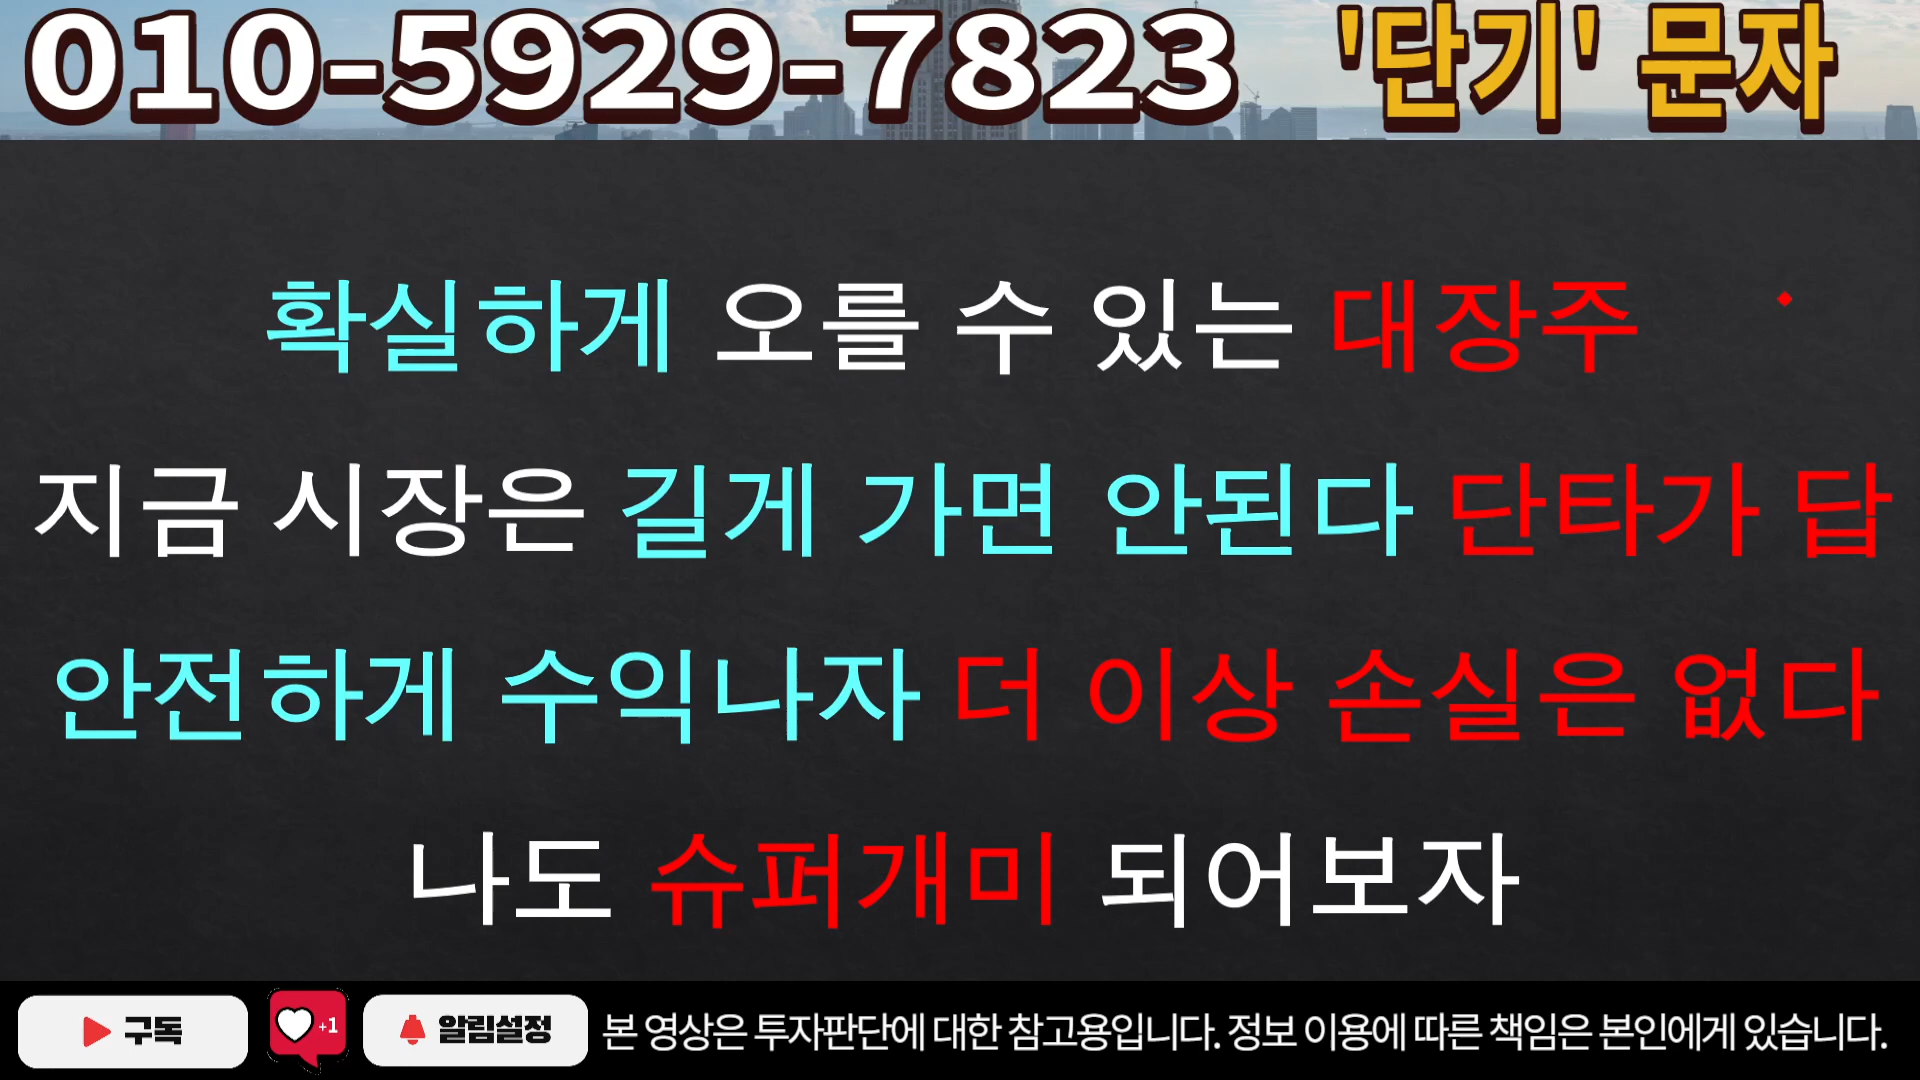 010-5929-7823 '단기' 문자
확실하게 오를 수 있는 대장주
지금 시장은 길게 가면 안된다 단타가 답
안전하게 수익나자 더 이상 손실은 없다
나도 슈퍼개미 되어보자
구독 +1 알림설정 본 영상은 투자판단에 대한 참고용입니다. 정보 이용에 따른 책임은 본인에게 있습니다.